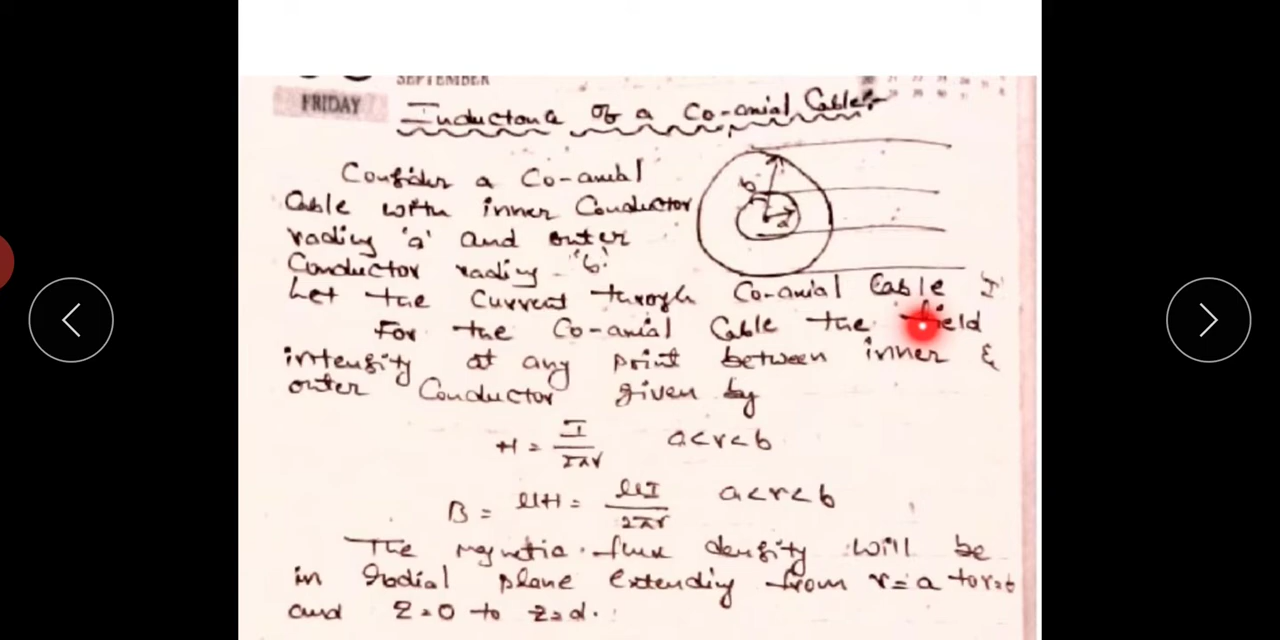 SEPTEMBER
FRIDAY
Inductance of a Co-axial Cable:-
Consider a Co-axial
Cable with inner Conductor
radius 'a' and outer
Conductor radius 'b'.
b
a
Let the Current through Co-axial Cable I
For the Co-axial Cable the field
intensity at any point between inner &
outer Conductor given by
H = I/2πr a<r<b
B = μH = μI/2πr a<r<b
The magnetic flux density will be
in radial plane extending from r=a to r=b
and z=0 to z=d.